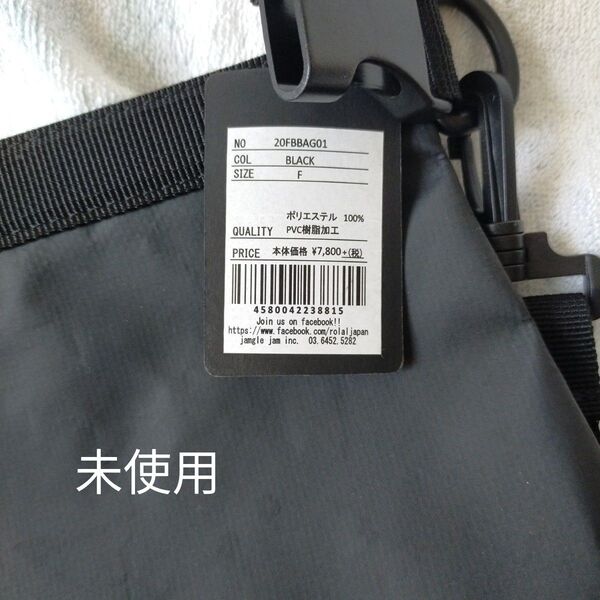 NO 20FBBAG01
COL BLACK
SIZE F
ポリエステル 100%
QUALITY PVC樹脂加工
PRICE 本体価格 ¥7,800+(税)
4580042238815
Join us on facebook!!
https://www.facebook.com/rolaljapan
jamgle jam inc. 03.6452.5282
未使用